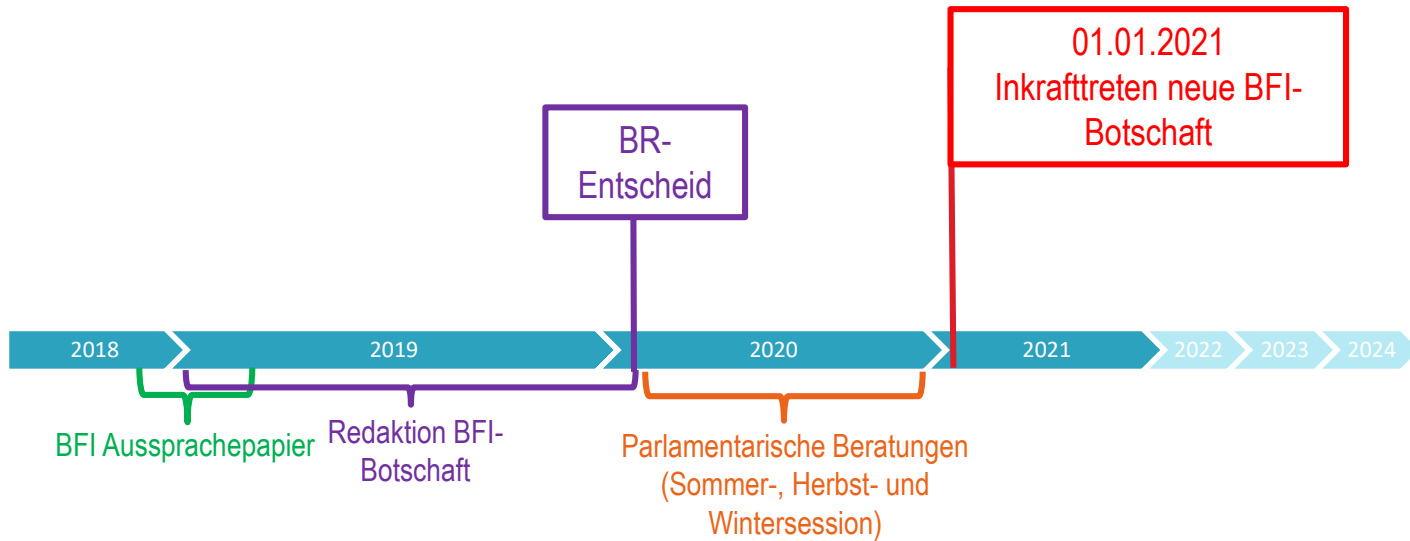 01.01.2021
Inkrafttreten neue BFI-
Botschaft
BR-
Entscheid
2018
2019
2020
2021
2022
2023
2024
BFI Aussprachepapier
Redaktion BFI-
Botschaft
Parlamentarische Beratungen
(Sommer-, Herbst- und
Wintersession)